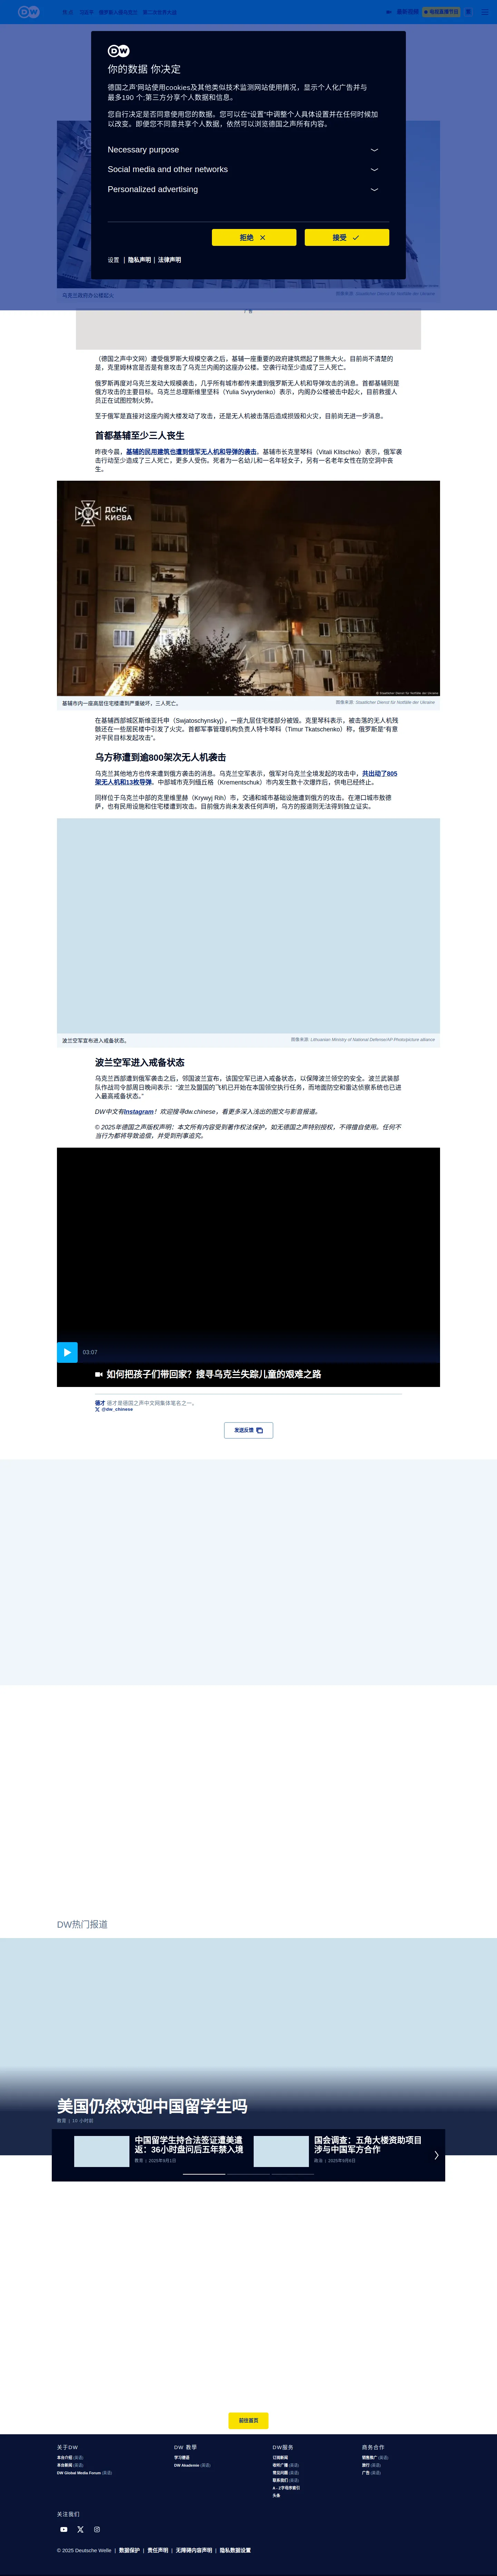 DW
你的数据 你决定
德国之声'网站使用cookies及其他类似技术监测网站使用情况，显示个人化广告并与
最多190 个;第三方分享个人数据和信息。
您自行决定是否同意使用您的数据。您可以在"设置"中调整个人具体设置并在任何时候加
以改变。即便您不同意共享个人数据，依然可以浏览德国之声所有内容。
Necessary purpose
Social media and other networks
Personalized advertising
拒绝
接受
设置 | 隐私声明 | 法律声明
乌克兰政府办公楼起火
广告
（德国之声中文网）遭受俄罗斯大规模空袭之后，基辅一座重要的政府建筑燃起了熊熊大火。目前尚不清楚的
是，克里姆林宫是否是有意攻击了乌克兰内阁的这座办公楼。空袭行动至少造成了三人死亡。
俄罗斯再度对乌克兰发动大规模袭击，几乎所有城市都传来遭到俄罗斯无人机和导弹攻击的消息。首都基辅则是
俄方攻击的主要目标。乌克兰总理斯维里坚科（Yulia Svyrydenko）表示，内阁办公楼被击中起火，目前救援人
员正在试图控制火势。
至于俄军是直接对这座内阁大楼发动了攻击，还是无人机被击落后造成损毁和火灾，目前尚无进一步消息。
首都基辅至少三人丧生
昨夜今晨，基辅的民用建筑也遭到俄军无人机和导弹的袭击。基辅市长克里琴科（Vitali Klitschko）表示，俄军袭
击行动至少造成了三人死亡，更多人受伤。死者为一名幼儿和一名年轻女子，另有一名老年女性在防空洞中丧
生。
ДСНС
КИЄВА
© Staatlicher Dienst für Notfälle der Ukraine
基辅市内一座高层住宅楼遭到严重破坏，三人死亡。
图像来源: Staatlicher Dienst für Notfälle der Ukraine
在基辅西部城区斯维亚托申（Swjatoschynskyj），一座九层住宅楼部分被毁。克里琴科表示，被击落的无人机残
骸还在一些居民楼中引发了火灾。首都军事管理机构负责人特卡琴科（Timur Tkatschenko）称，俄罗斯是"有意
对平民目标发起攻击"。
乌方称遭到逾800架次无人机袭击
乌克兰其他地方也传来遭到俄方袭击的消息。乌克兰空军表示，俄军对乌克兰全境发起的攻击中，共出动了805
架无人机和13枚导弹。中部城市克列缅丘格（Krementschuk）市内发生数十次爆炸后，供电已经终止。
同样位于乌克兰中部的克里维里赫（Krywyj Rih）市，交通和城市基础设施遭到俄方的攻击。在港口城市敖德
萨，也有民用设施和住宅楼遭到攻击。目前俄方尚未发表任何声明，乌方的报道则无法得到独立证实。
波兰空军宣布进入戒备状态。
图像来源: Lithuanian Ministry of National Defense/AP Photo/picture alliance
波兰空军进入戒备状态
乌克兰西部遭到俄军袭击之后，邻国波兰宣布，该国空军已进入戒备状态，以保障波兰领空的安全。波兰武装部
队作战司令部周日晚间表示："波兰及盟国的飞机已开始在本国领空执行任务，而地面防空和雷达侦察系统也已进
入最高戒备状态。"
DW中文有Instagram！欢迎搜寻dw.chinese，看更多深入浅出的图文与影音报道。
© 2025年德国之声版权声明：本文所有内容受到著作权法保护，如无德国之声特别授权，不得擅自使用。任何不
当行为都将导致追偿，并受到刑事追究。
03:07
如何把孩子们带回家？搜寻乌克兰失踪儿童的艰难之路
德才 德才是德国之声中文网集体笔名之一。
@dw_chinese
发送反馈
DW热门报道
美国仍然欢迎中国留学生吗
教育 | 10 小时前
中国留学生持合法签证遭美遣
返：36小时盘问后五年禁入境
教育 | 2025年9月1日
国会调查：五角大楼资助项目
涉与中国军方合作
政治 | 2025年9月6日
前往首页
关于DW
本台介绍 (英语)
本台新闻 (英语)
DW Global Media Forum (英语)
DW 教學
学习德语
DW Akademie (英语)
DW服务
订阅新闻
收听广播 (英语)
常见问题 (英语)
联系我们 (英语)
A - Z字母序索引
头条
商务合作
销售推广 (英语)
旅行 (英语)
广告 (英语)
关注我们
© 2025 Deutsche Welle | 数据保护 | 责任声明 | 无障碍内容声明 | 隐私数据设置